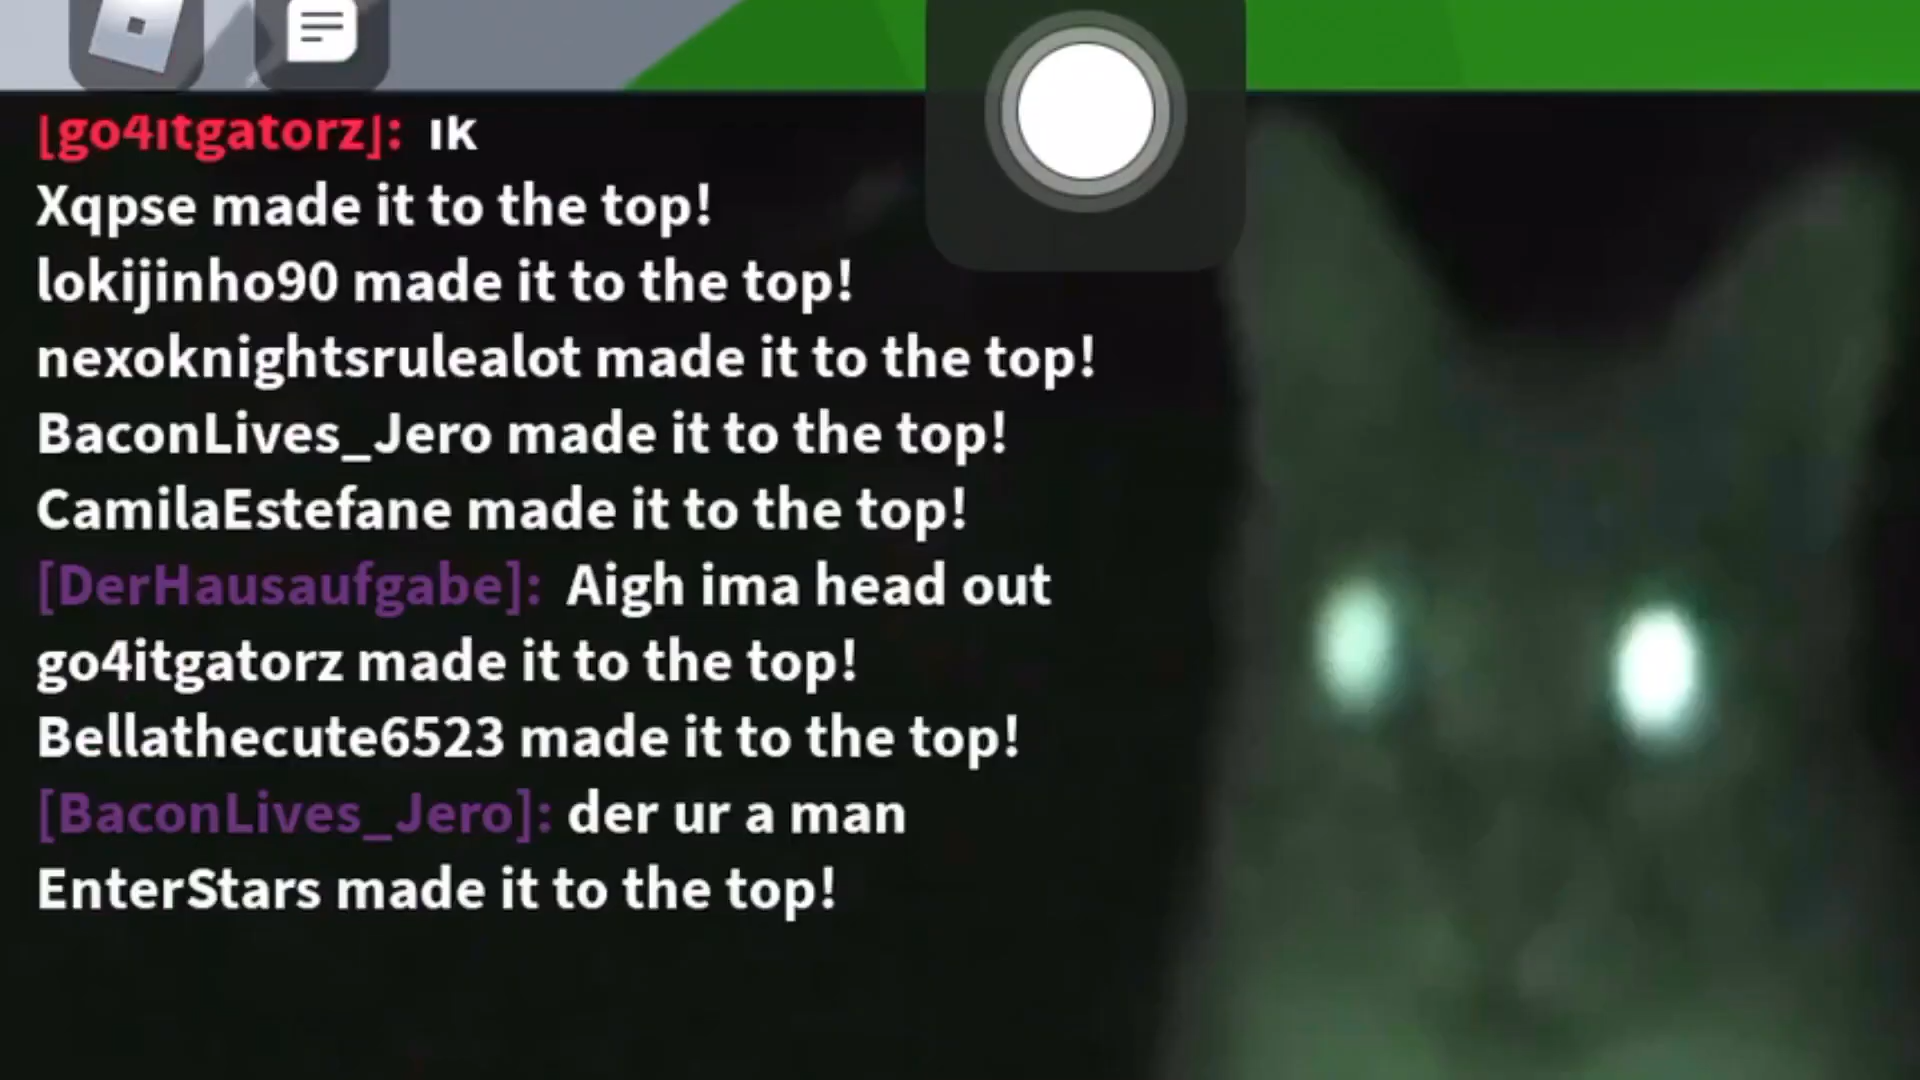 [go4itgatorz]: ik
Xqpse made it to the top!
lokijinho90 made it to the top!
nexoknightsrulealot made it to the top!
BaconLives_Jero made it to the top!
CamilaEstefane made it to the top!
[DerHausaufgabe]: Aigh ima head out
go4itgatorz made it to the top!
Bellathecute6523 made it to the top!
[BaconLives_Jero]: der ur a man
EnterStars made it to the top!